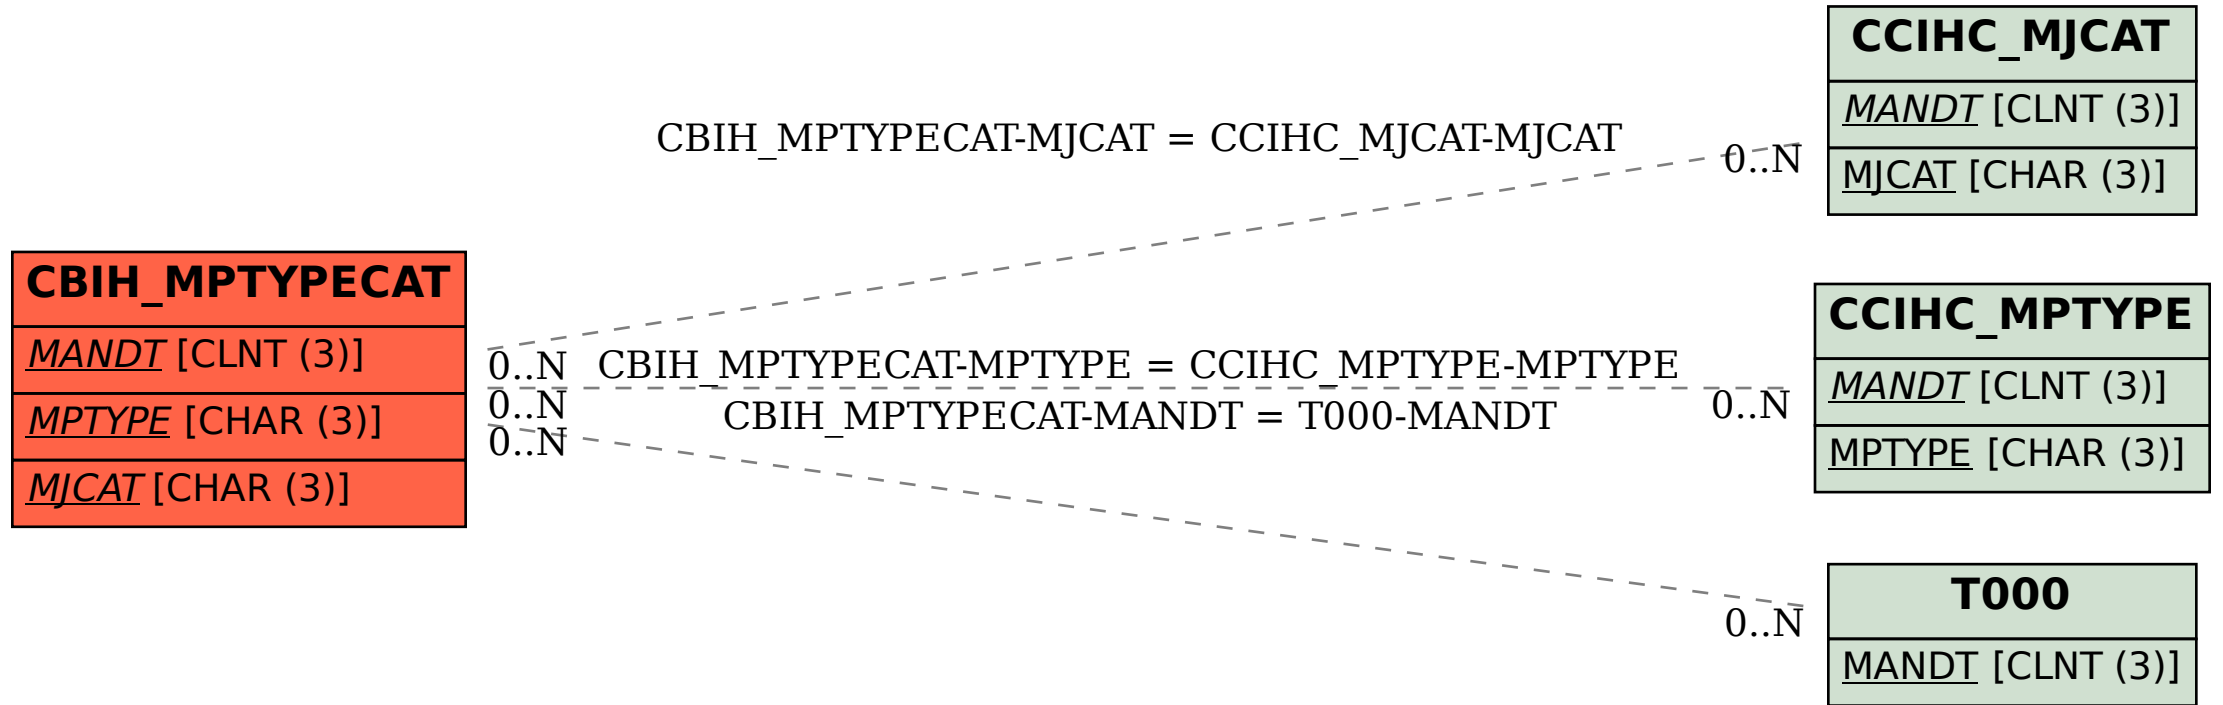 CCIHC_MJCAT
MANDT [CLNT (3)]
MJCAT [CHAR (3)]
CBIH_MPTYPECAT-MJCAT = CCIHC_MJCAT-MJCAT
0..N
CBIH_MPTYPECAT
MANDT [CLNT (3)]
MPTYPE [CHAR (3)]
MJCAT [CHAR (3)]
0..N
CBIH_MPTYPECAT-MPTYPE = CCIHC_MPTYPE-MPTYPE
0..N
0..N
CBIH_MPTYPECAT-MANDT = T000-MANDT
0..N
CCIHC_MPTYPE
MANDT [CLNT (3)]
MPTYPE [CHAR (3)]
0..N
T000
MANDT [CLNT (3)]